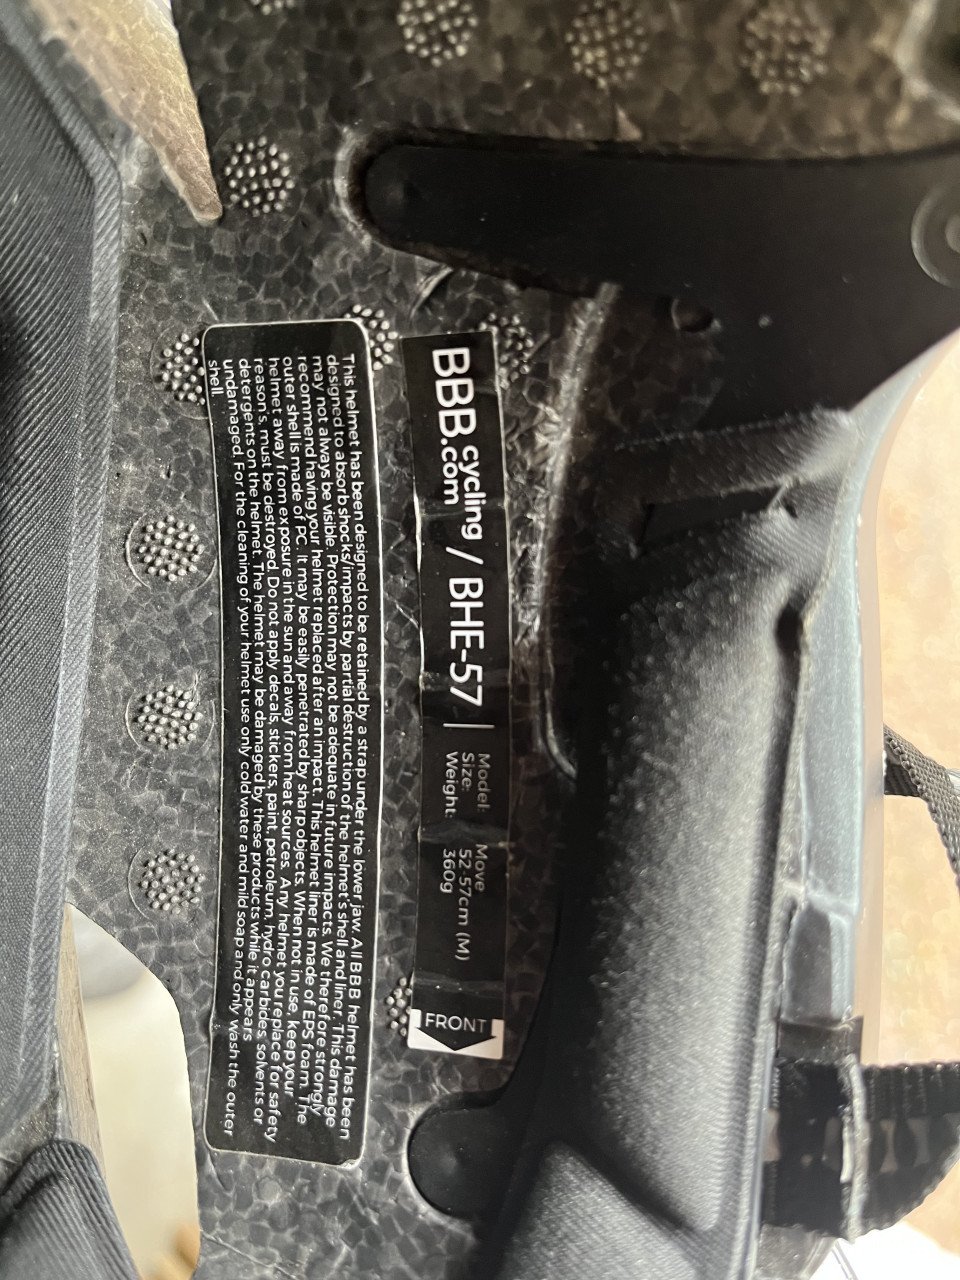 BBB cycling .com / BHE-57 | Model: Move
Size: 52-57cm (M)
Weight: 360g
FRONT
This helmet has been designed to be retained by a strap under the lower jaw. All BBB helmet has been
designed to absorb shocks/impacts by partial destruction of the helmet's shell and liner. This damage
may not always be visible. Protection may not be adequate in future impacts. We therefore strongly
recommend having your helmet replaced after an impact. This helmet liner is made of EPS foam. The
outer shell is made of PC. It may be easily penetrated by sharp objects. When not in use, keep your
helmet away from exposure in the sun and away from heat sources. Any helmet you replace for safety
reason's, must be destroyed. Do not apply decals, stickers, paint, petroleum, hydro carbides, solvents or
detergents on the helmet. The helmet may be damaged by these products while it appears
undamaged. For the cleaning of your helmet use only cold water and mild soap and only wash the outer
shell.